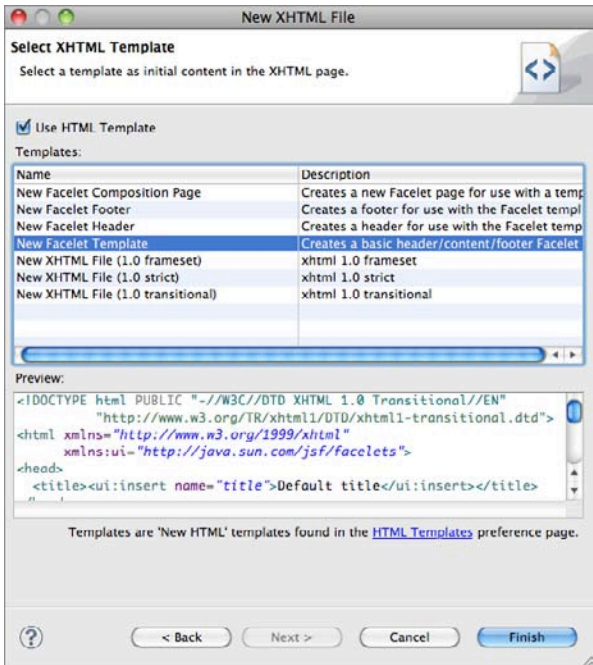 New XHTML File
Select XHTML Template
Select a template as initial content in the XHTML page.
Use HTML Template
Templates:
Name Description
New Facelet Composition Page Creates a new Facelet page for use with a temp
New Facelet Footer Creates a footer for use with the Facelet templ
New Facelet Header Creates a header for use with the Facelet temp
New Facelet Template Creates a basic header/content/footer Facelet
New XHTML File (1.0 frameset) xhtml 1.0 frameset
New XHTML File (1.0 strict) xhtml 1.0 strict
New XHTML File (1.0 transitional) xhtml 1.0 transitional
Preview:
<!DOCTYPE html PUBLIC "-//W3C//DTD XHTML 1.0 Transitional//EN"
"http://www.w3.org/TR/xhtml1/DTD/xhtml1-transitional.dtd">
<html xmlns="http://www.w3.org/1999/xhtml"
xmlns:ui="http://java.sun.com/jsf/facelets">
<head>
<title><ui:insert name="title">Default title</ui:insert></title>
Templates are 'New HTML' templates found in the HTML Templates preference page.
? < Back Next > Cancel Finish